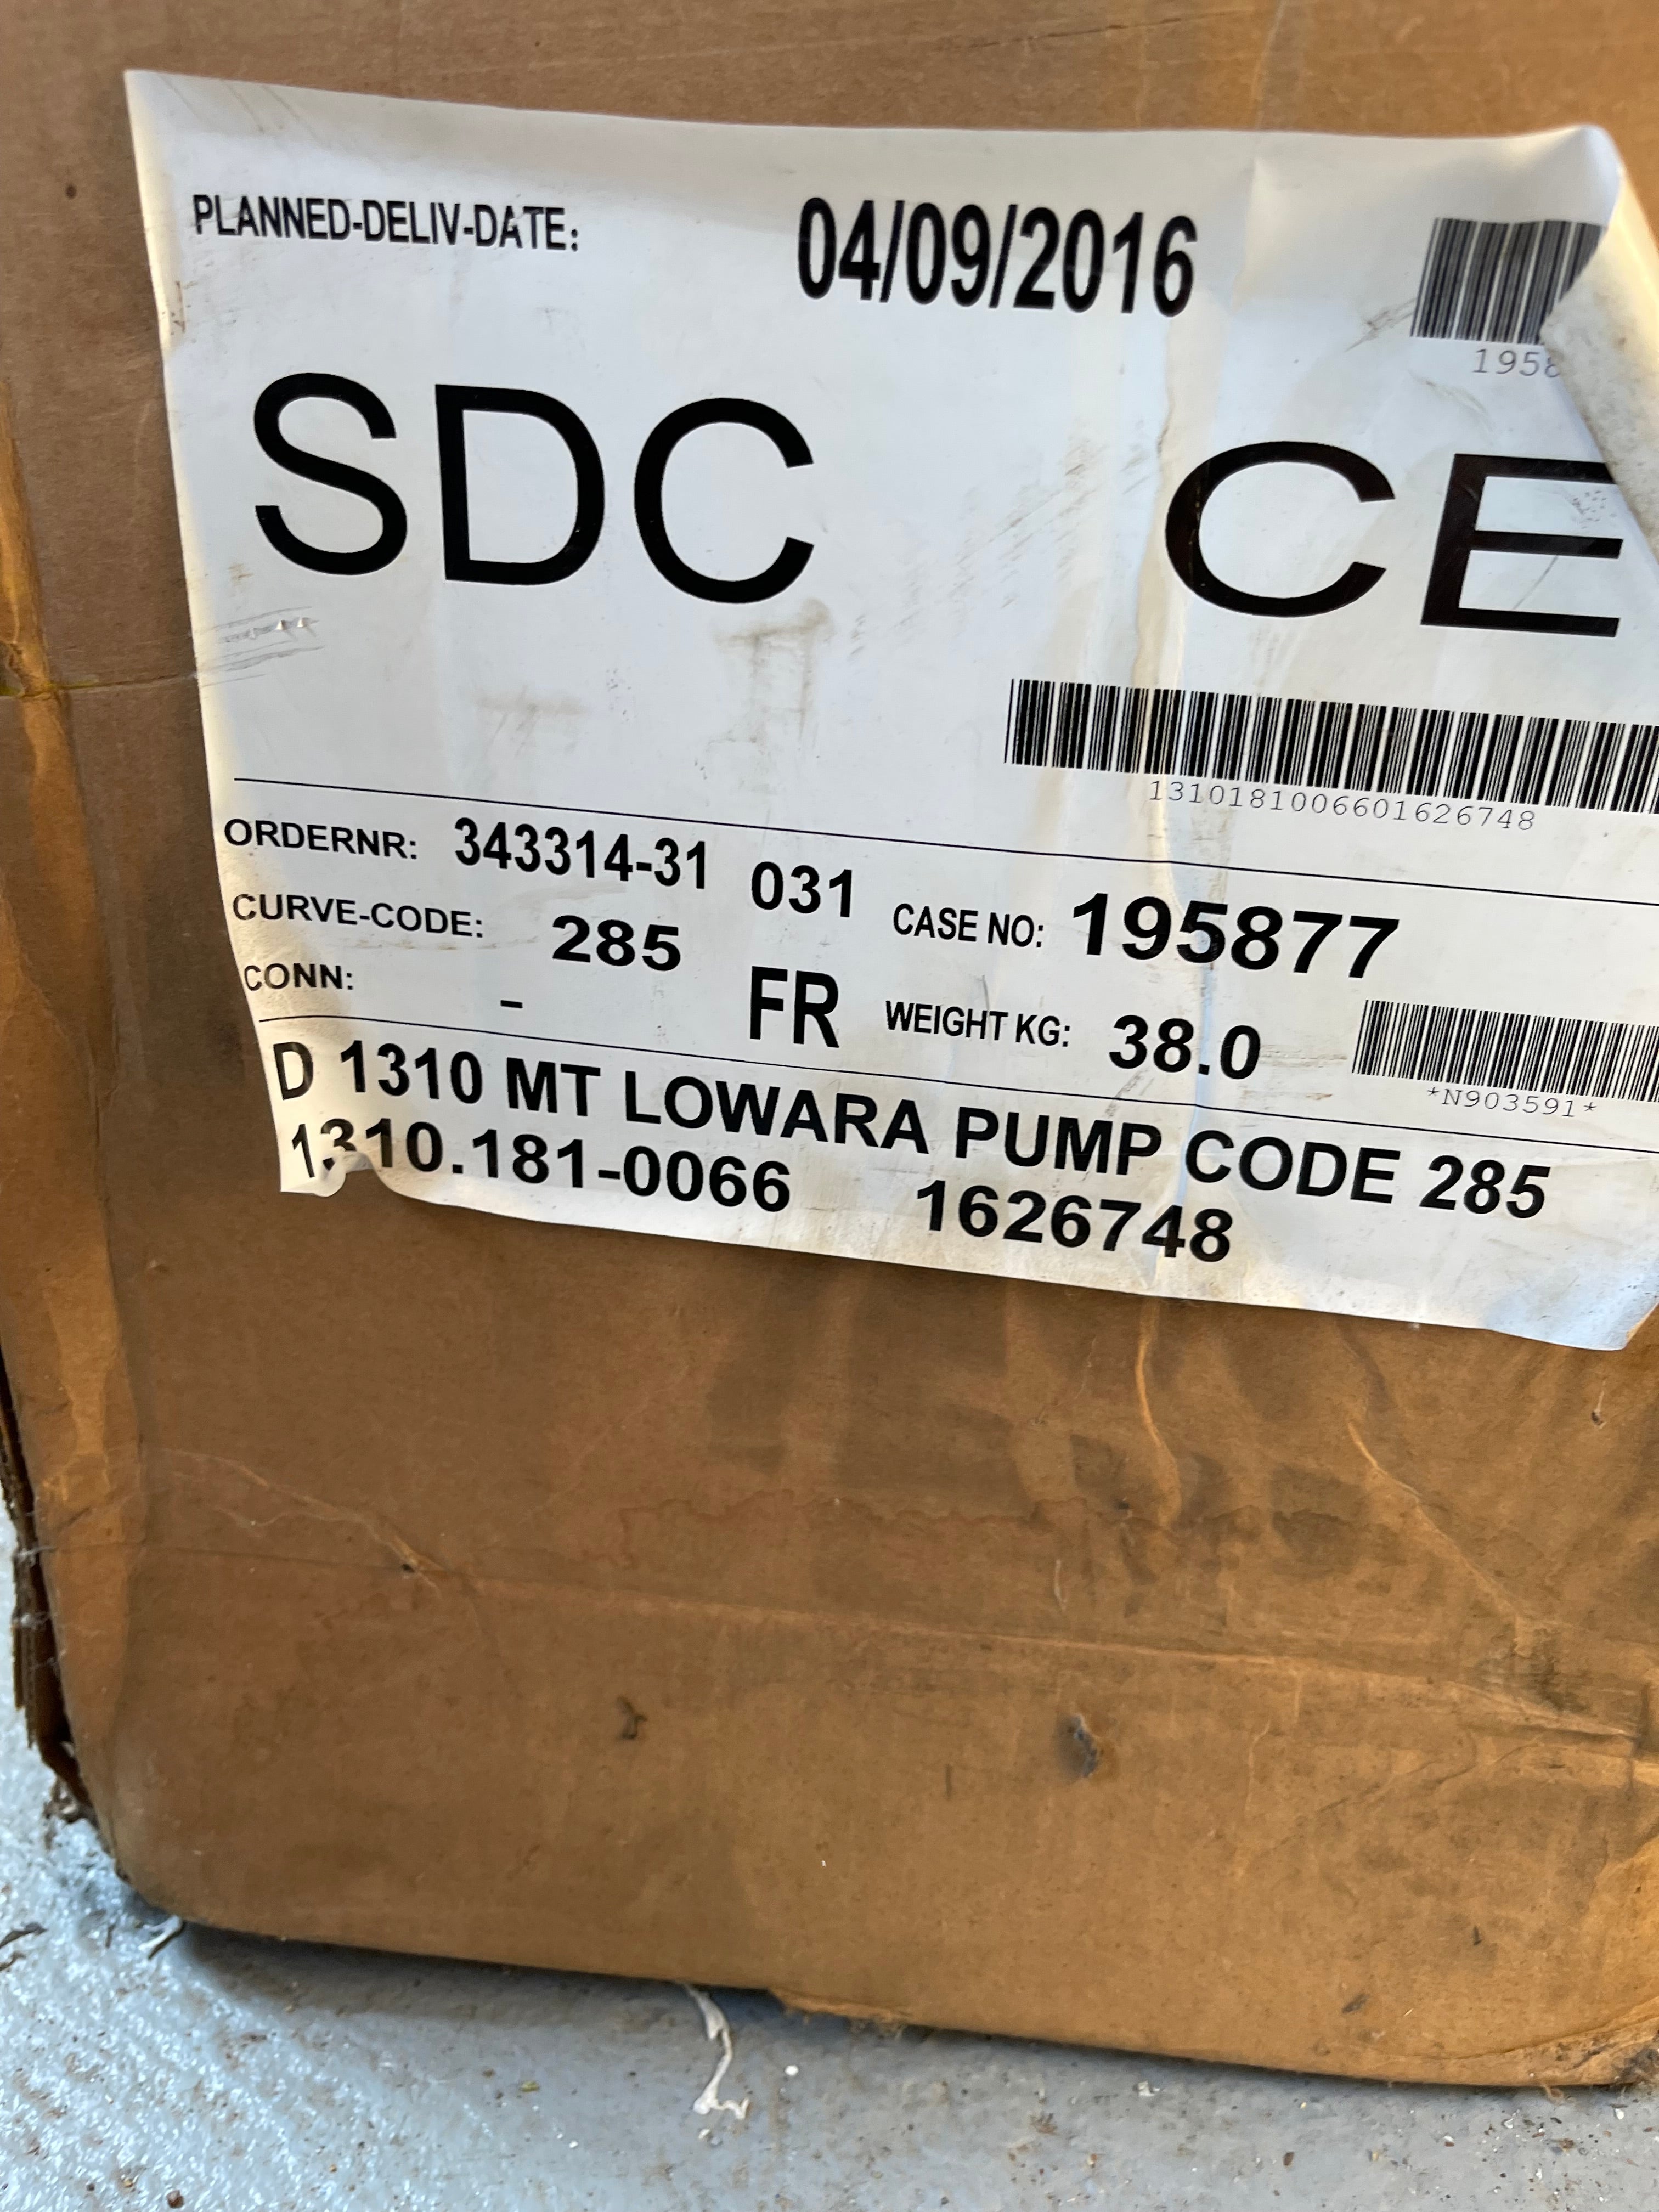 PLANNED-DELIV-DATE: 04/09/2016
1958
SDC CE
1310181006601626748
ORDERNR: 343314-31 031 CASE NO: 195877
CURVE-CODE: 285 FR WEIGHT KG: 38.0
CONN: -
*N903591*
D 1310 MT LOWARA PUMP CODE 285
1310.181-0066 1626748